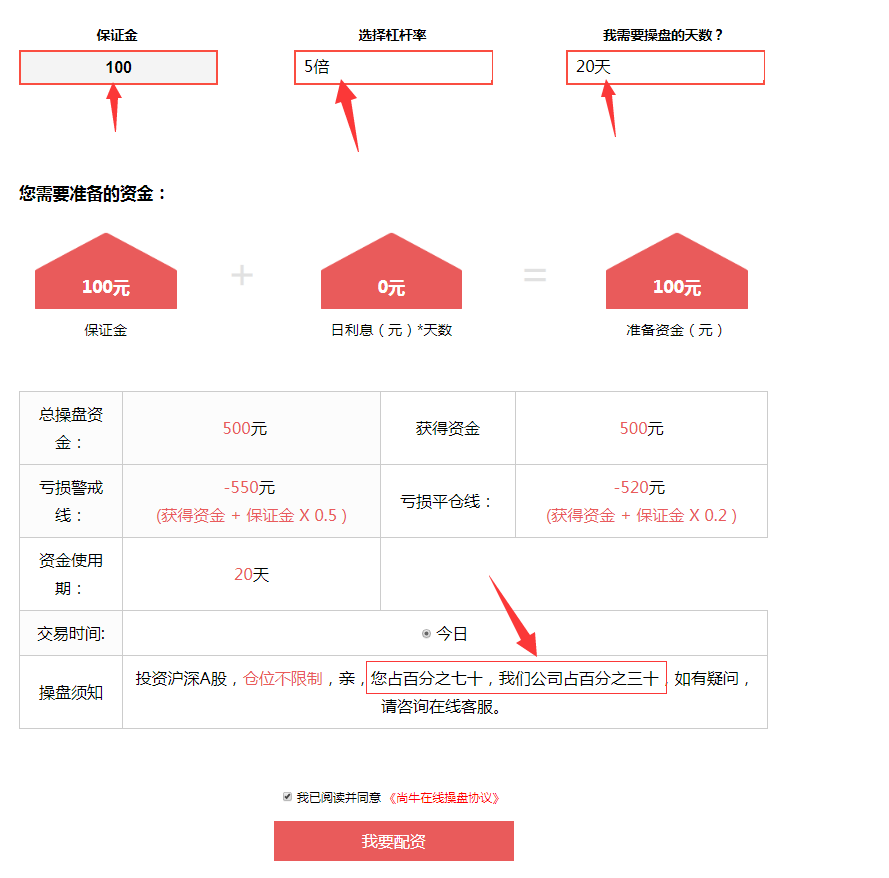 保证金
选择杠杆率
我需要操盘的天数？
100
5倍
20天
您需要准备的资金：
100元
+
0元
=
100元
保证金
日利息（元）*天数
准备资金（元）
总操盘资
金：
500元
获得资金
500元
亏损警戒
线：
-550元
(获得资金 + 保证金 X 0.5 )
亏损平仓线：
-520元
(获得资金 + 保证金 X 0.2 )
资金使用
期：
20天
交易时间:
今日
操盘须知
投资沪深A股，仓位不限制，亲，您占百分之七十，我们公司占百分之三十，如有疑问，
请咨询在线客服。
我已阅读并同意 《尚牛在线操盘协议》
我要配资